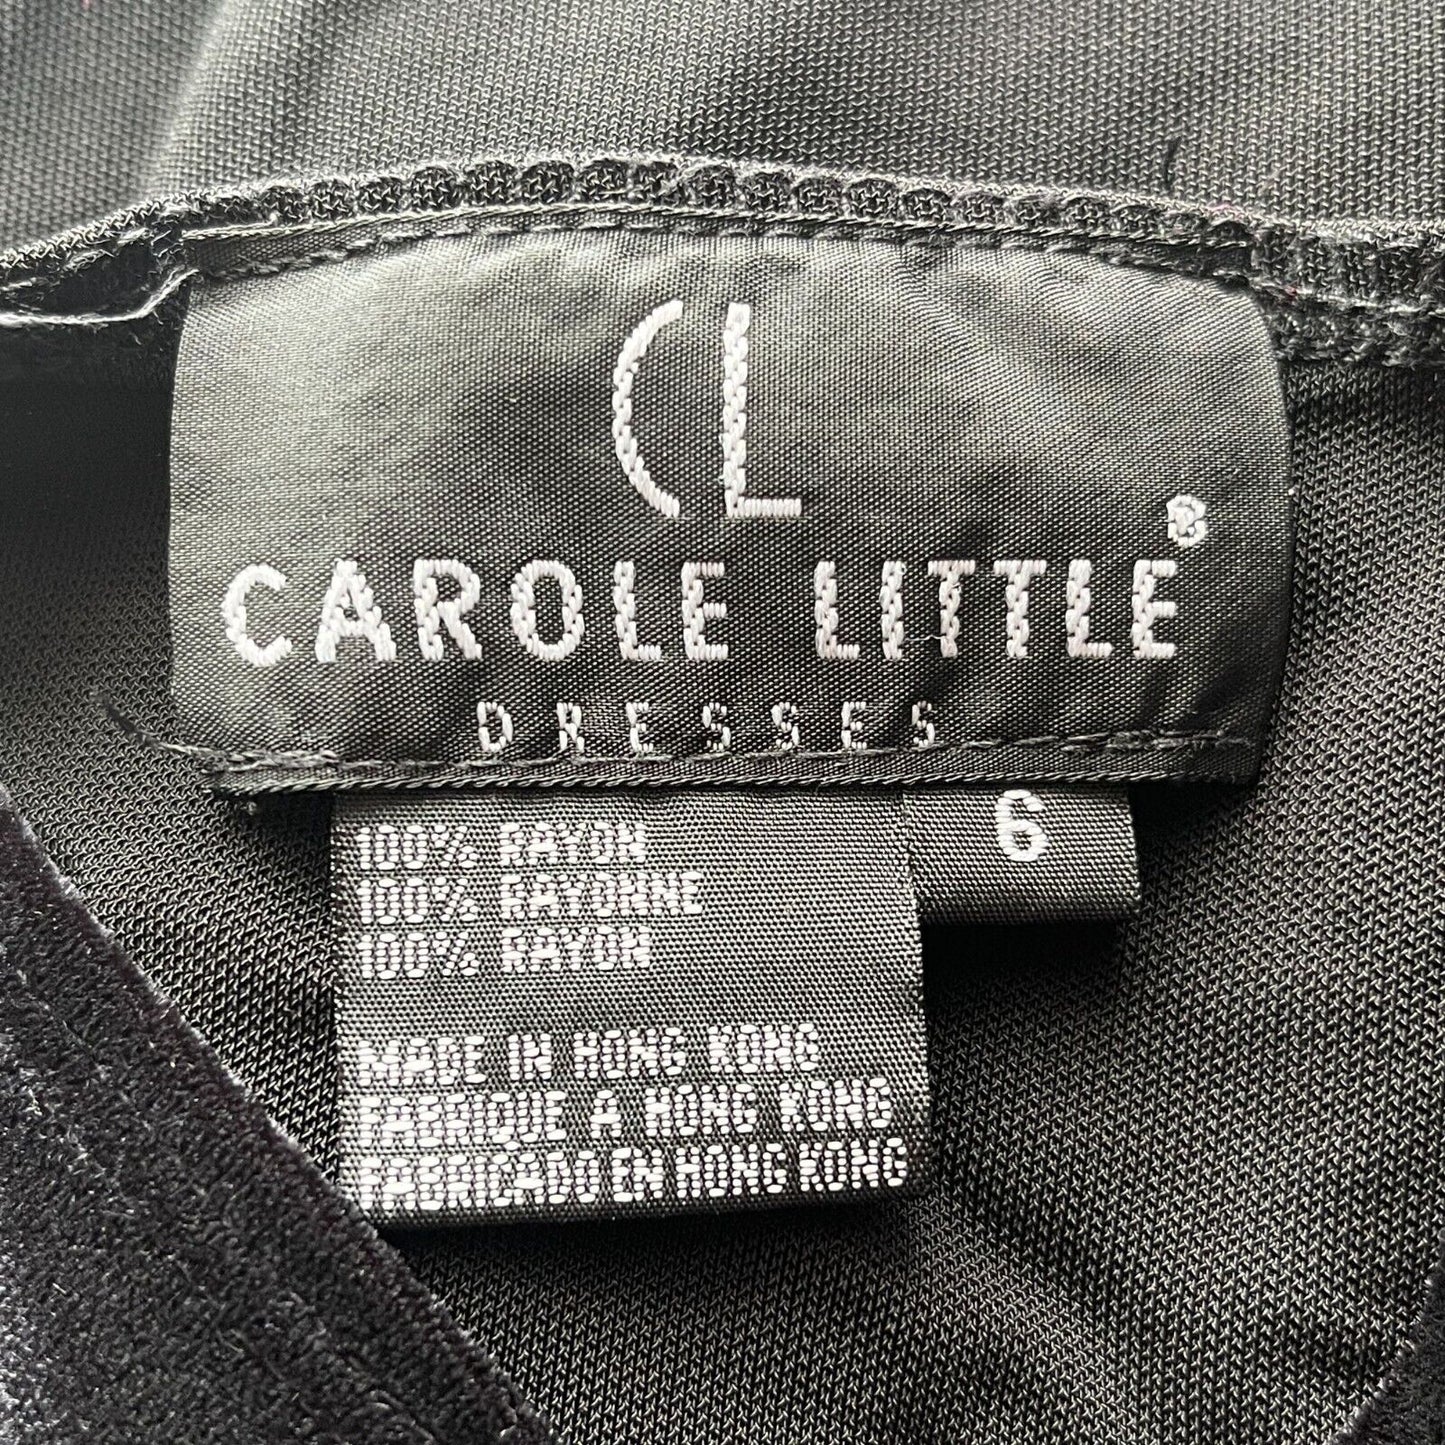 CL
CAROLE LITTLE®
DRESSES
6
100% RAYON
100% RAYONNE
100% RAYON
MADE IN HONG KONG
FABRIQUE A HONG KONG
FABRICADO EN HONG KONG